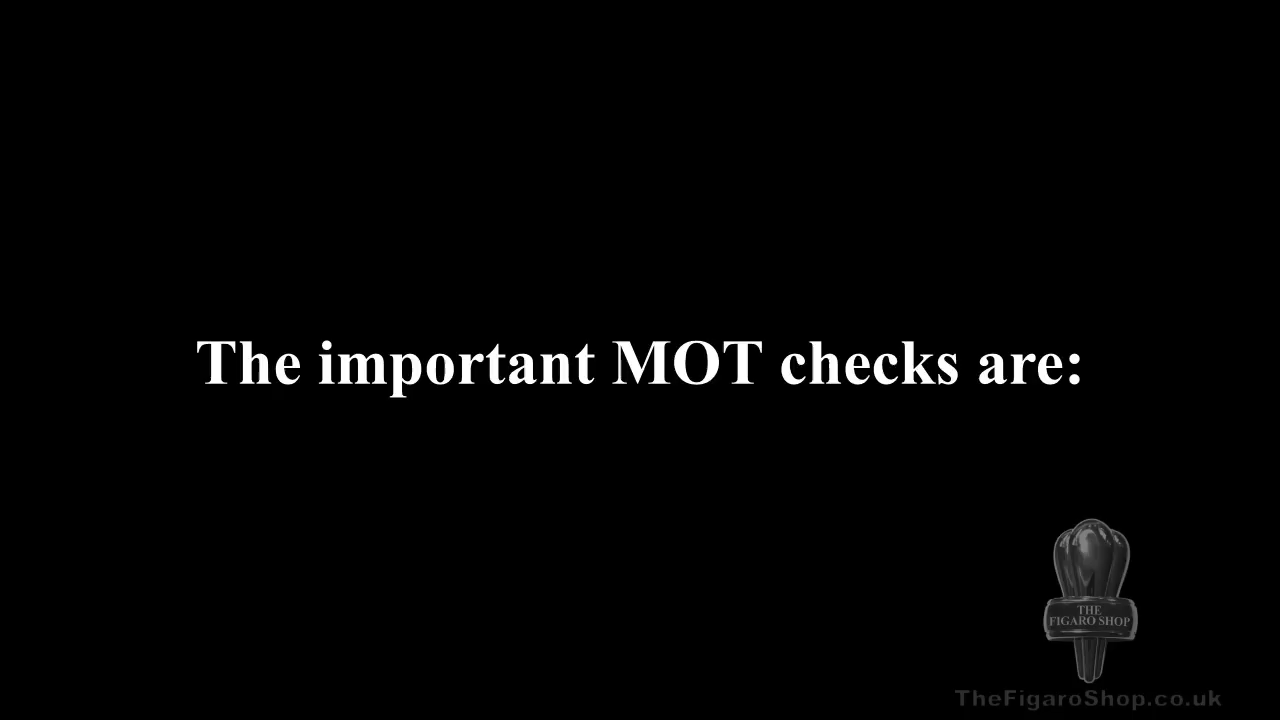 The important MOT checks are:
THE
FIGARO SHOP
TheFigaroShop.co.uk